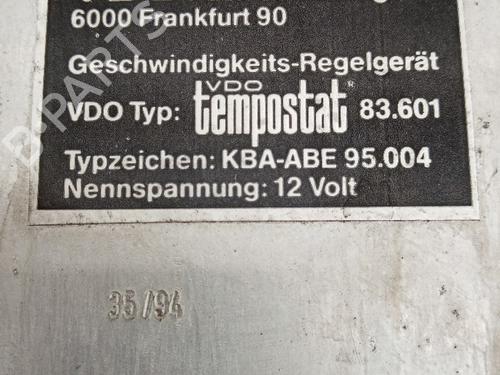 6000 Frankfurt 90
Geschwindigkeits-Regelgerät
VDO
VDO Typ: tempostat® 83.601
Typzeichen: KBA-ABE 95.004
Nennspannung: 12 Volt
35/94
B-PARTS